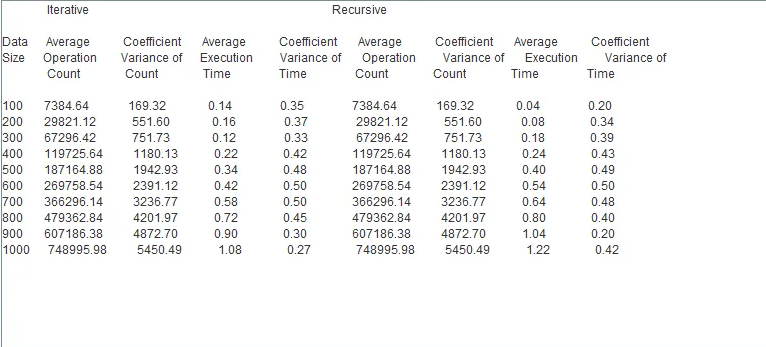 Iterative Recursive
Data Average Coefficient Average Coefficient Average Coefficient Average Coefficient
Size Operation Variance of Execution Variance of Operation Variance of Execution Variance of
Count Count Time Time Count Count Time Time
100 7384.64 169.32 0.14 0.35 7384.64 169.32 0.04 0.20
200 29821.12 551.60 0.16 0.37 29821.12 551.60 0.08 0.34
300 67296.42 751.73 0.12 0.33 67296.42 751.73 0.18 0.39
400 119725.64 1180.13 0.22 0.42 119725.64 1180.13 0.24 0.43
500 187164.88 1942.93 0.34 0.48 187164.88 1942.93 0.40 0.49
600 269758.54 2391.12 0.42 0.50 269758.54 2391.12 0.54 0.50
700 366296.14 3236.77 0.58 0.50 366296.14 3236.77 0.64 0.48
800 479362.84 4201.97 0.72 0.45 479362.84 4201.97 0.80 0.40
900 607186.38 4872.70 0.90 0.30 607186.38 4872.70 1.04 0.20
1000 748995.98 5450.49 1.08 0.27 748995.98 5450.49 1.22 0.42